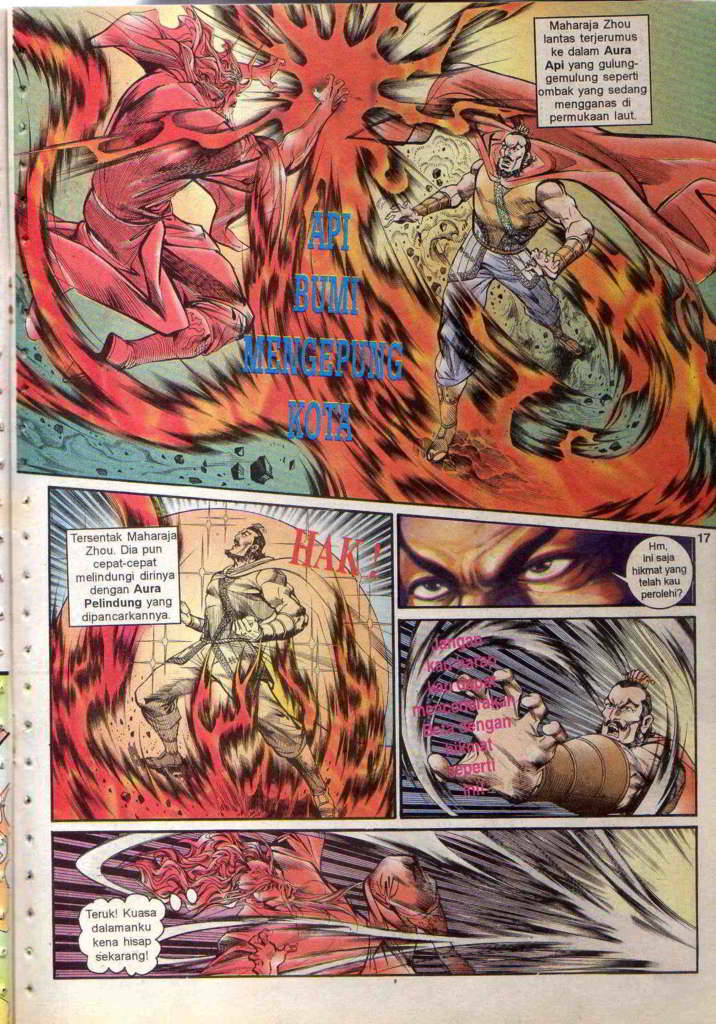 Maharaja Zhou
lantas terjerumus
ke dalam Aura
Api yang gulung-
gemulung seperti
ombak yang sedang
mengganas di
permukaan laut.
API
BUMI
MENGEPUNG
KOTA
Tersentak Maharaja
Zhou. Dia pun
cepat-cepat
melindungi dirinya
dengan Aura
Pelindung yang
dipancarkannya.
HAK!
17
Hm,
ini saja
hikmat yang
telah kau
perolehi?
Jangan
kau harap
kau dapat
mencederakan
Beta dengan
hikmat
seperti
ini!
Teruk! Kuasa
dalamanku
kena hisap
sekarang!